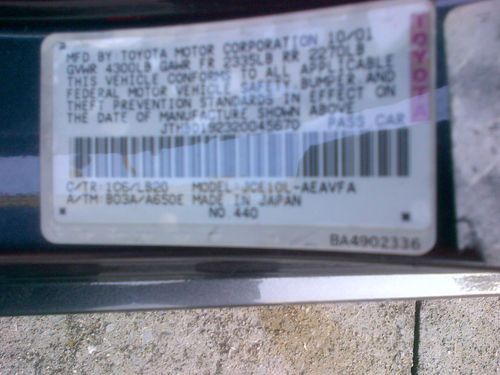 MFD BY: TOYOTA MOTOR CORPORATION 10/01
GVWR 4300LB GAWR FR 2335LB RR 2270LB
THIS VEHICLE CONFORMS TO ALL APPLICABLE
FEDERAL MOTOR VEHICLE SAFETY, BUMPER, AND
THEFT PREVENTION STANDARDS IN EFFECT ON
THE DATE OF MANUFACTURE SHOWN ABOVE.
PASS CAR
C/TR: 1C6/LB20 MODEL: JCE10L-AEAVFA
A/TM: B03A/A650E MADE IN JAPAN
NO. 440
BA4902336
TOYOTA